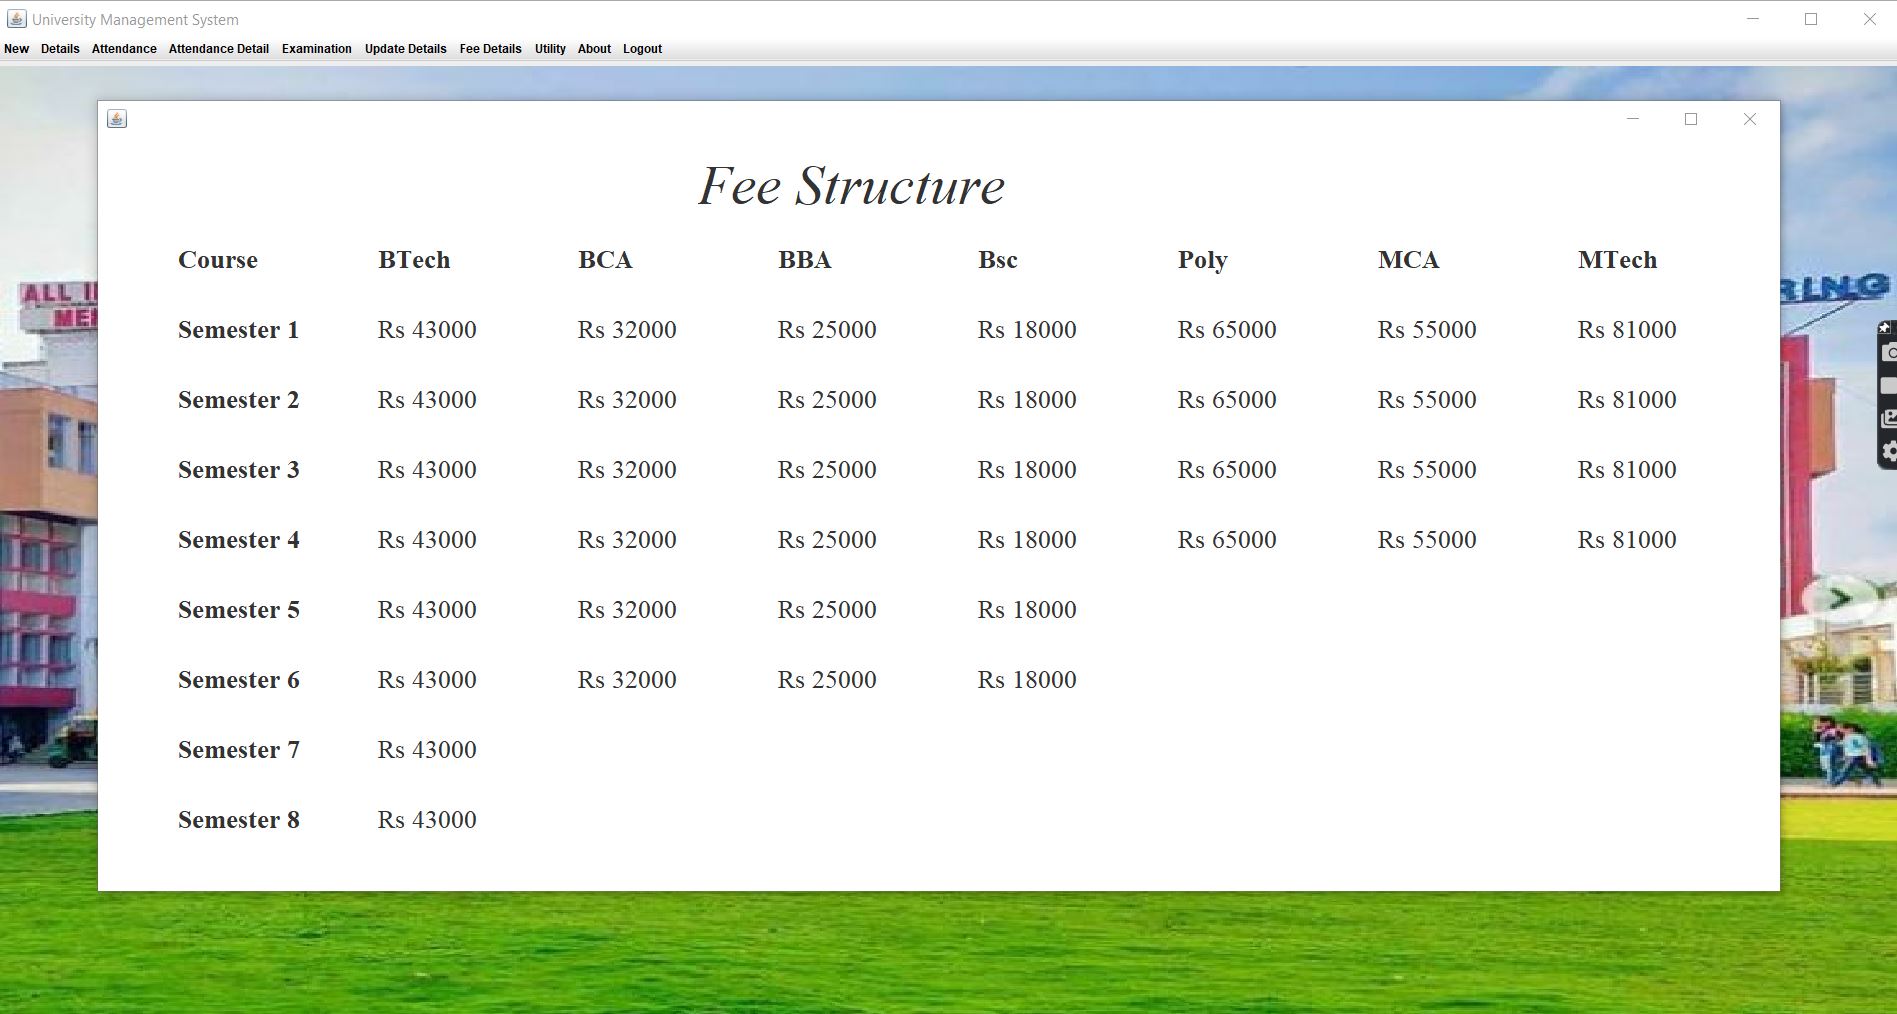 University Management System
New Details Attendance Attendance Detail Examination Update Details Fee Details Utility About Logout
Fee Structure
Course BTech BCA BBA Bsc Poly MCA MTech
ALL
RING
Semester 1 Rs 43000 Rs 32000 Rs 25000 Rs 18000 Rs 65000 Rs 55000 Rs 81000
Semester 2 Rs 43000 Rs 32000 Rs 25000 Rs 18000 Rs 65000 Rs 55000 Rs 81000
Semester 3 Rs 43000 Rs 32000 Rs 25000 Rs 18000 Rs 65000 Rs 55000 Rs 81000
Semester 4 Rs 43000 Rs 32000 Rs 25000 Rs 18000 Rs 65000 Rs 55000 Rs 81000
Semester 5 Rs 43000 Rs 32000 Rs 25000 Rs 18000
Semester 6 Rs 43000 Rs 32000 Rs 25000 Rs 18000
Semester 7 Rs 43000
Semester 8 Rs 43000